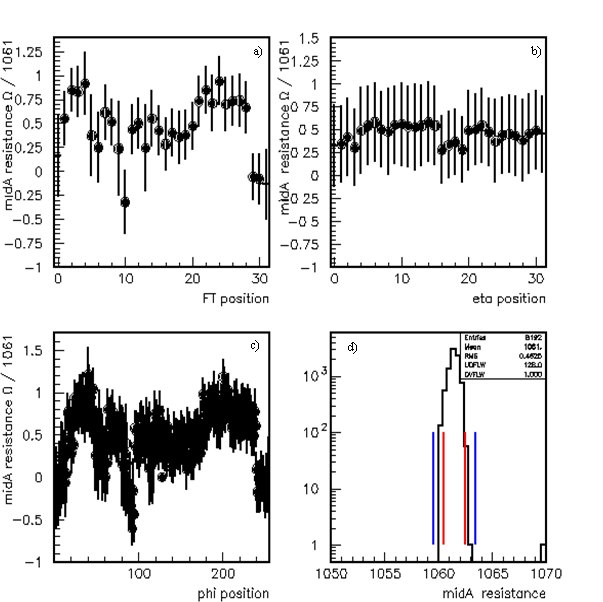 midA resistance Ω / 1061
a)
1.25
1
0.75
0.5
0.25
0
−0.25
−0.5
−0.75
−1
0
10
20
30
FT position
midA resistance Ω / 1061
b)
1.5
1.25
1
0.75
0.5
0.25
0
−0.25
−0.5
−0.75
−1
0
10
20
30
eta position
midA resistance Ω / 1061
c)
1.5
1
0.5
0
−0.5
−1
100
200
phi position
d)
Entries 8192
Mean 1061.
RMS
UDFLW 128.0
OVFLW 1.000
10³
10²
10
1
1050
1055
1060
1065
1070
midA resistance